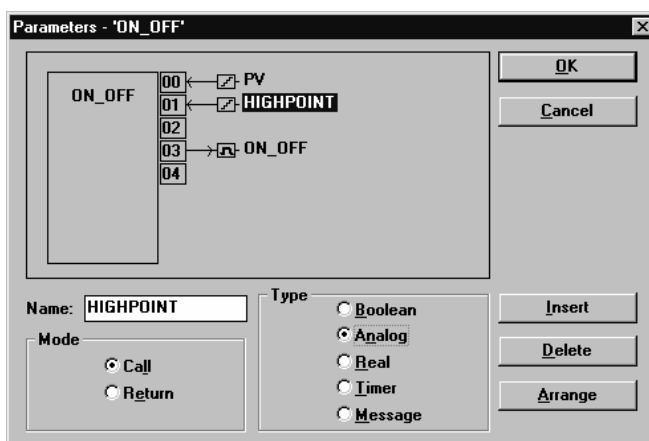 Parameters - 'ON_OFF'
ON_OFF
00 PV
01 HIGHPOINT
02
03 ON_OFF
04
OK
Cancel
Name: HIGHPOINT
Mode
Call
Return
Type
Boolean
Analog
Real
Timer
Message
Insert
Delete
Arrange